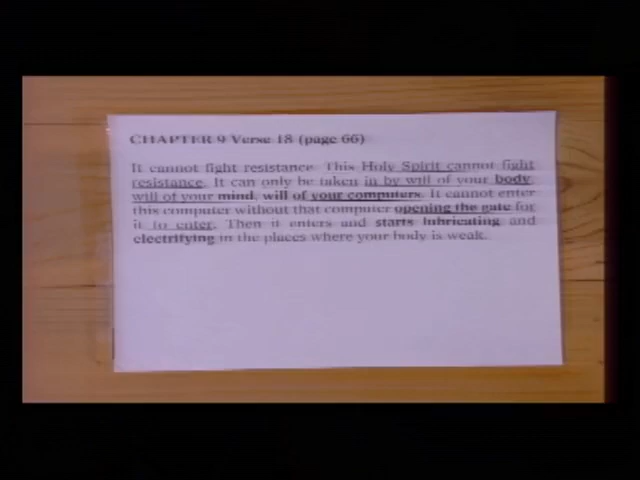 CHAPTER 9 Verse 18 (page 66)
It cannot fight resistance. This Holy Spirit cannot fight
resistance. It can only be taken in by will of your body,
will of your mind, will of your computers. It cannot enter
this computer without that computer opening the gate for
it to enter. Then it enters and starts lubricating and
electrifying in the places where your body is weak.